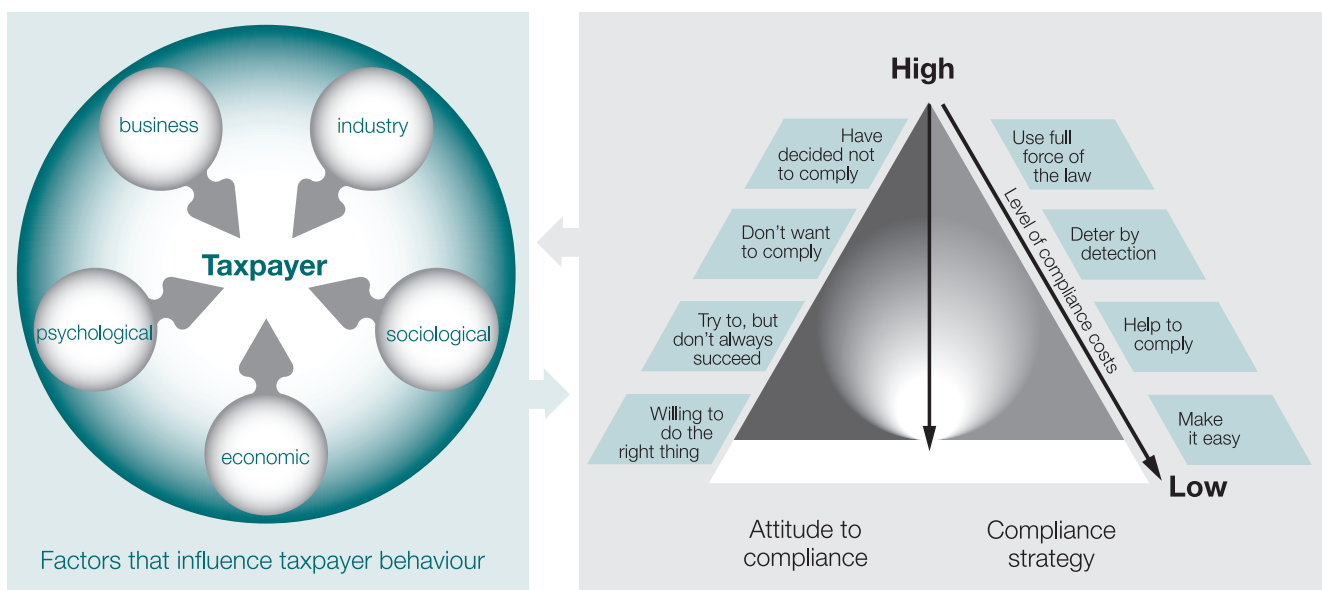 business
industry
Taxpayer
psychological
sociological
economic
Factors that influence taxpayer behaviour
High
Have
decided not
to comply
Don't want
to comply
Try to, but
don't always
succeed
Willing to
do the
right thing
Level of compliance costs
Use full
force of
the law
Deter by
detection
Help to
comply
Make
it easy
Low
Attitude to
compliance
Compliance
strategy